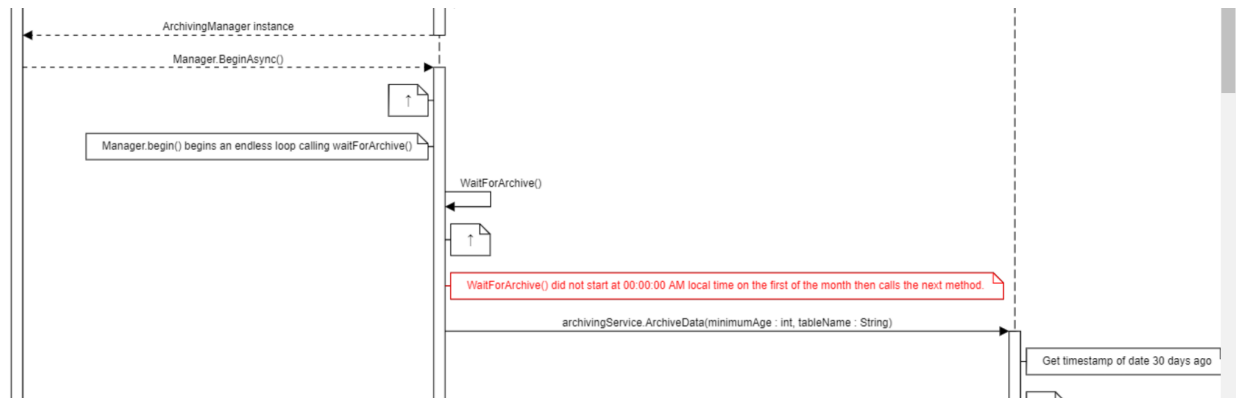 ArchivingManager instance
Manager.BeginAsync()
↑
Manager.begin() begins an endless loop calling waitForArchive()
WaitForArchive()
↑
WaitForArchive() did not start at 00:00:00 AM local time on the first of the month then calls the next method.
archivingService.ArchiveData(minimumAge : int, tableName : String)
Get timestamp of date 30 days ago